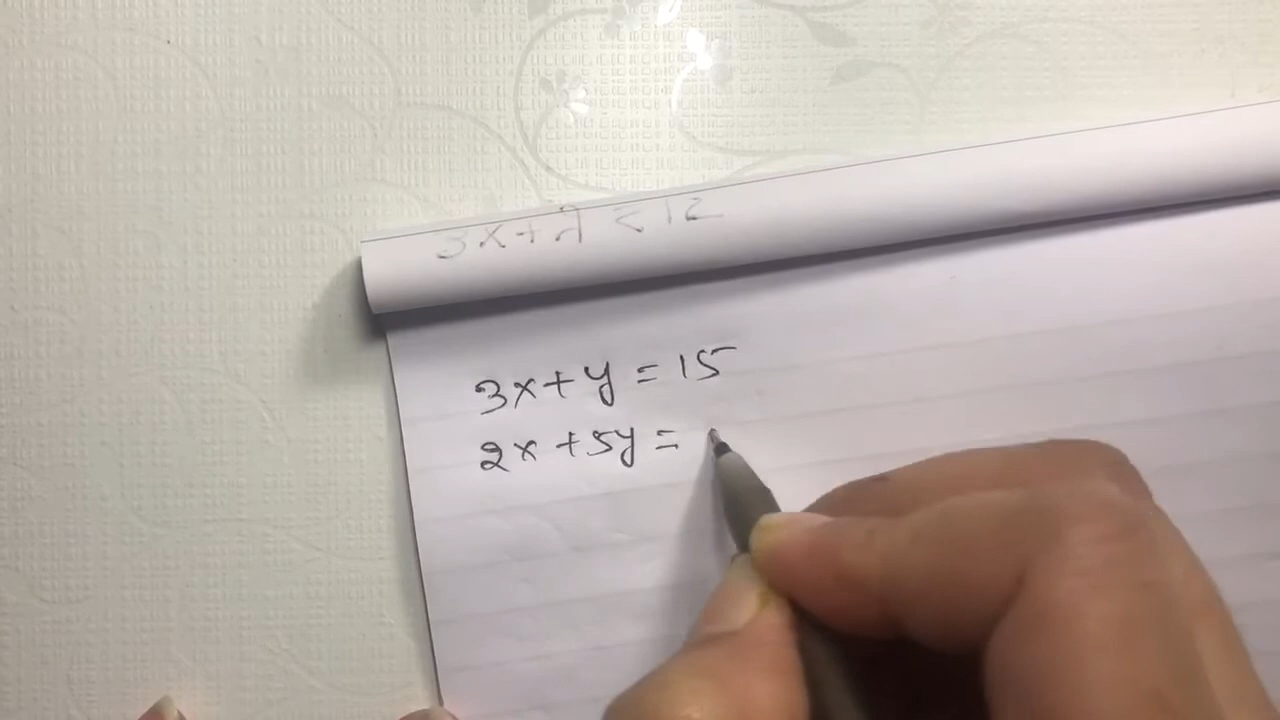 3x+y = 15
2x+5y =